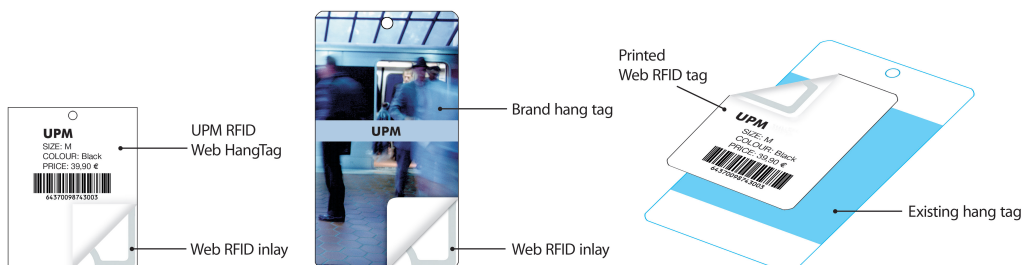 UPM
SIZE: M
COLOUR: Black
PRICE: 39,90 €
64370098743003
UPM RFID
Web HangTag
Web RFID inlay
UPM
Brand hang tag
Web RFID inlay
Printed
Web RFID tag
UPM
SIZE: M
COLOUR: Black
PRICE: 39,90 €
64370098743003
Existing hang tag